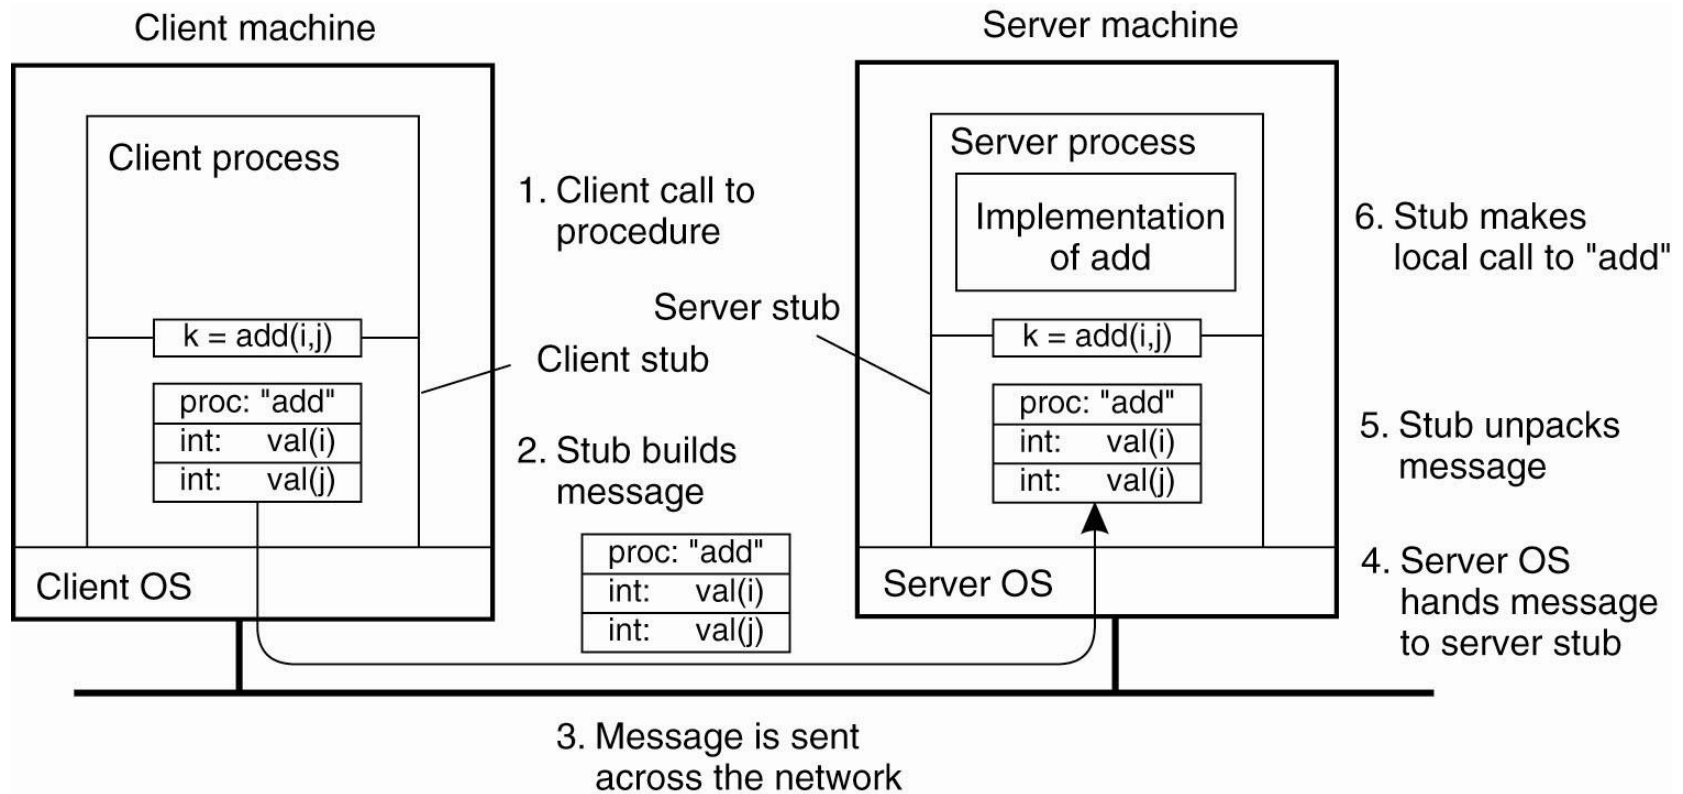 Client machine
Client process
k = add(i,j)
proc: "add"
int: val(i)
int: val(j)
Client OS
1. Client call to
procedure
Server stub
Client stub
2. Stub builds
message
proc: "add"
int: val(i)
int: val(j)
3. Message is sent
across the network
Server machine
Server process
Implementation
of add
k = add(i,j)
proc: "add"
int: val(i)
int: val(j)
Server OS
6. Stub makes
local call to "add"
5. Stub unpacks
message
4. Server OS
hands message
to server stub